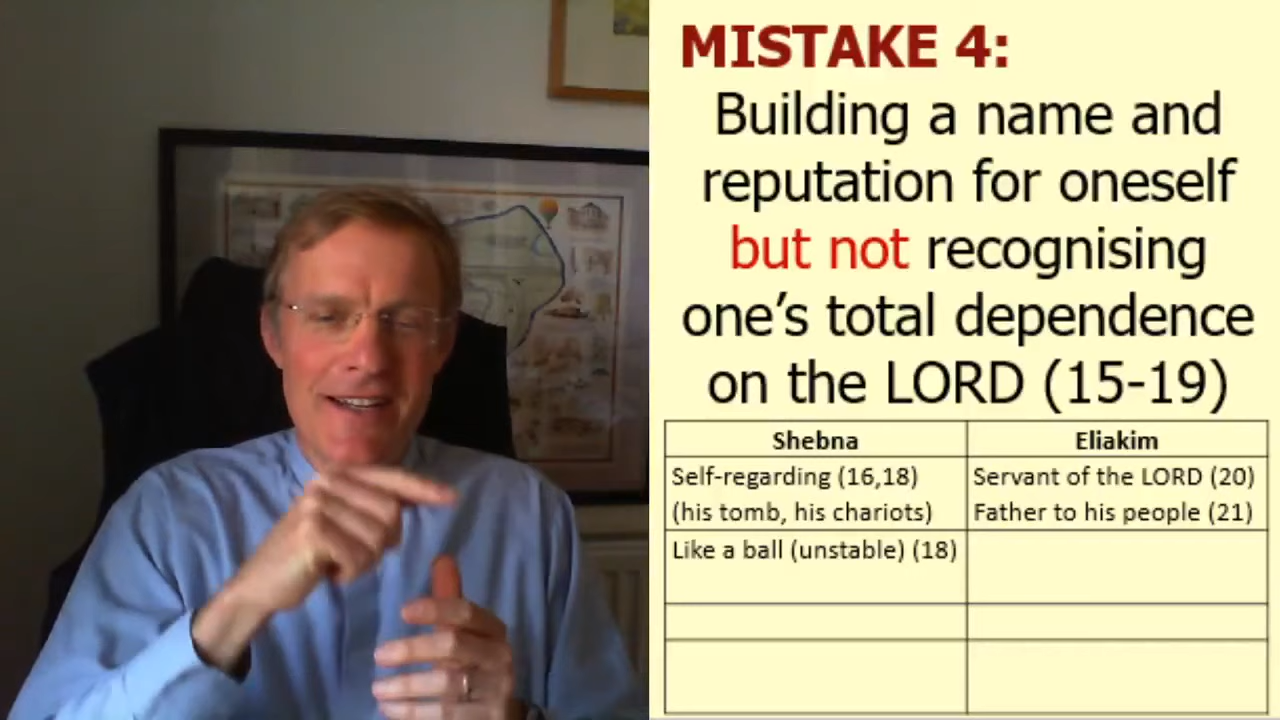 MISTAKE 4:
Building a name and
reputation for oneself
but not recognising
one’s total dependence
on the LORD (15-19)
Shebna
Eliakim
Self-regarding (16,18)
(his tomb, his chariots)
Servant of the LORD (20)
Father to his people (21)
Like a ball (unstable) (18)